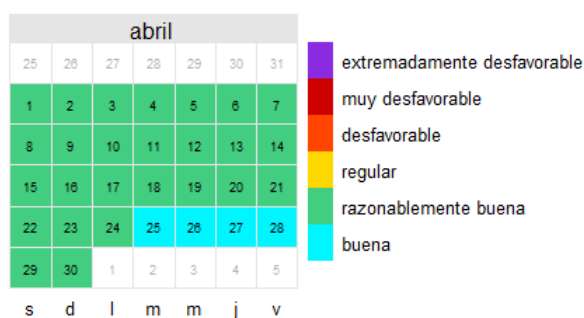 abril
25 26 27 28 29 30 31
1 2 3 4 5 6 7
8 9 10 11 12 13 14
15 16 17 18 19 20 21
22 23 24 25 26 27 28
29 30 1 2 3 4 5
s d l m m j v
extremadamente desfavorable
muy desfavorable
desfavorable
regular
razonablemente buena
buena